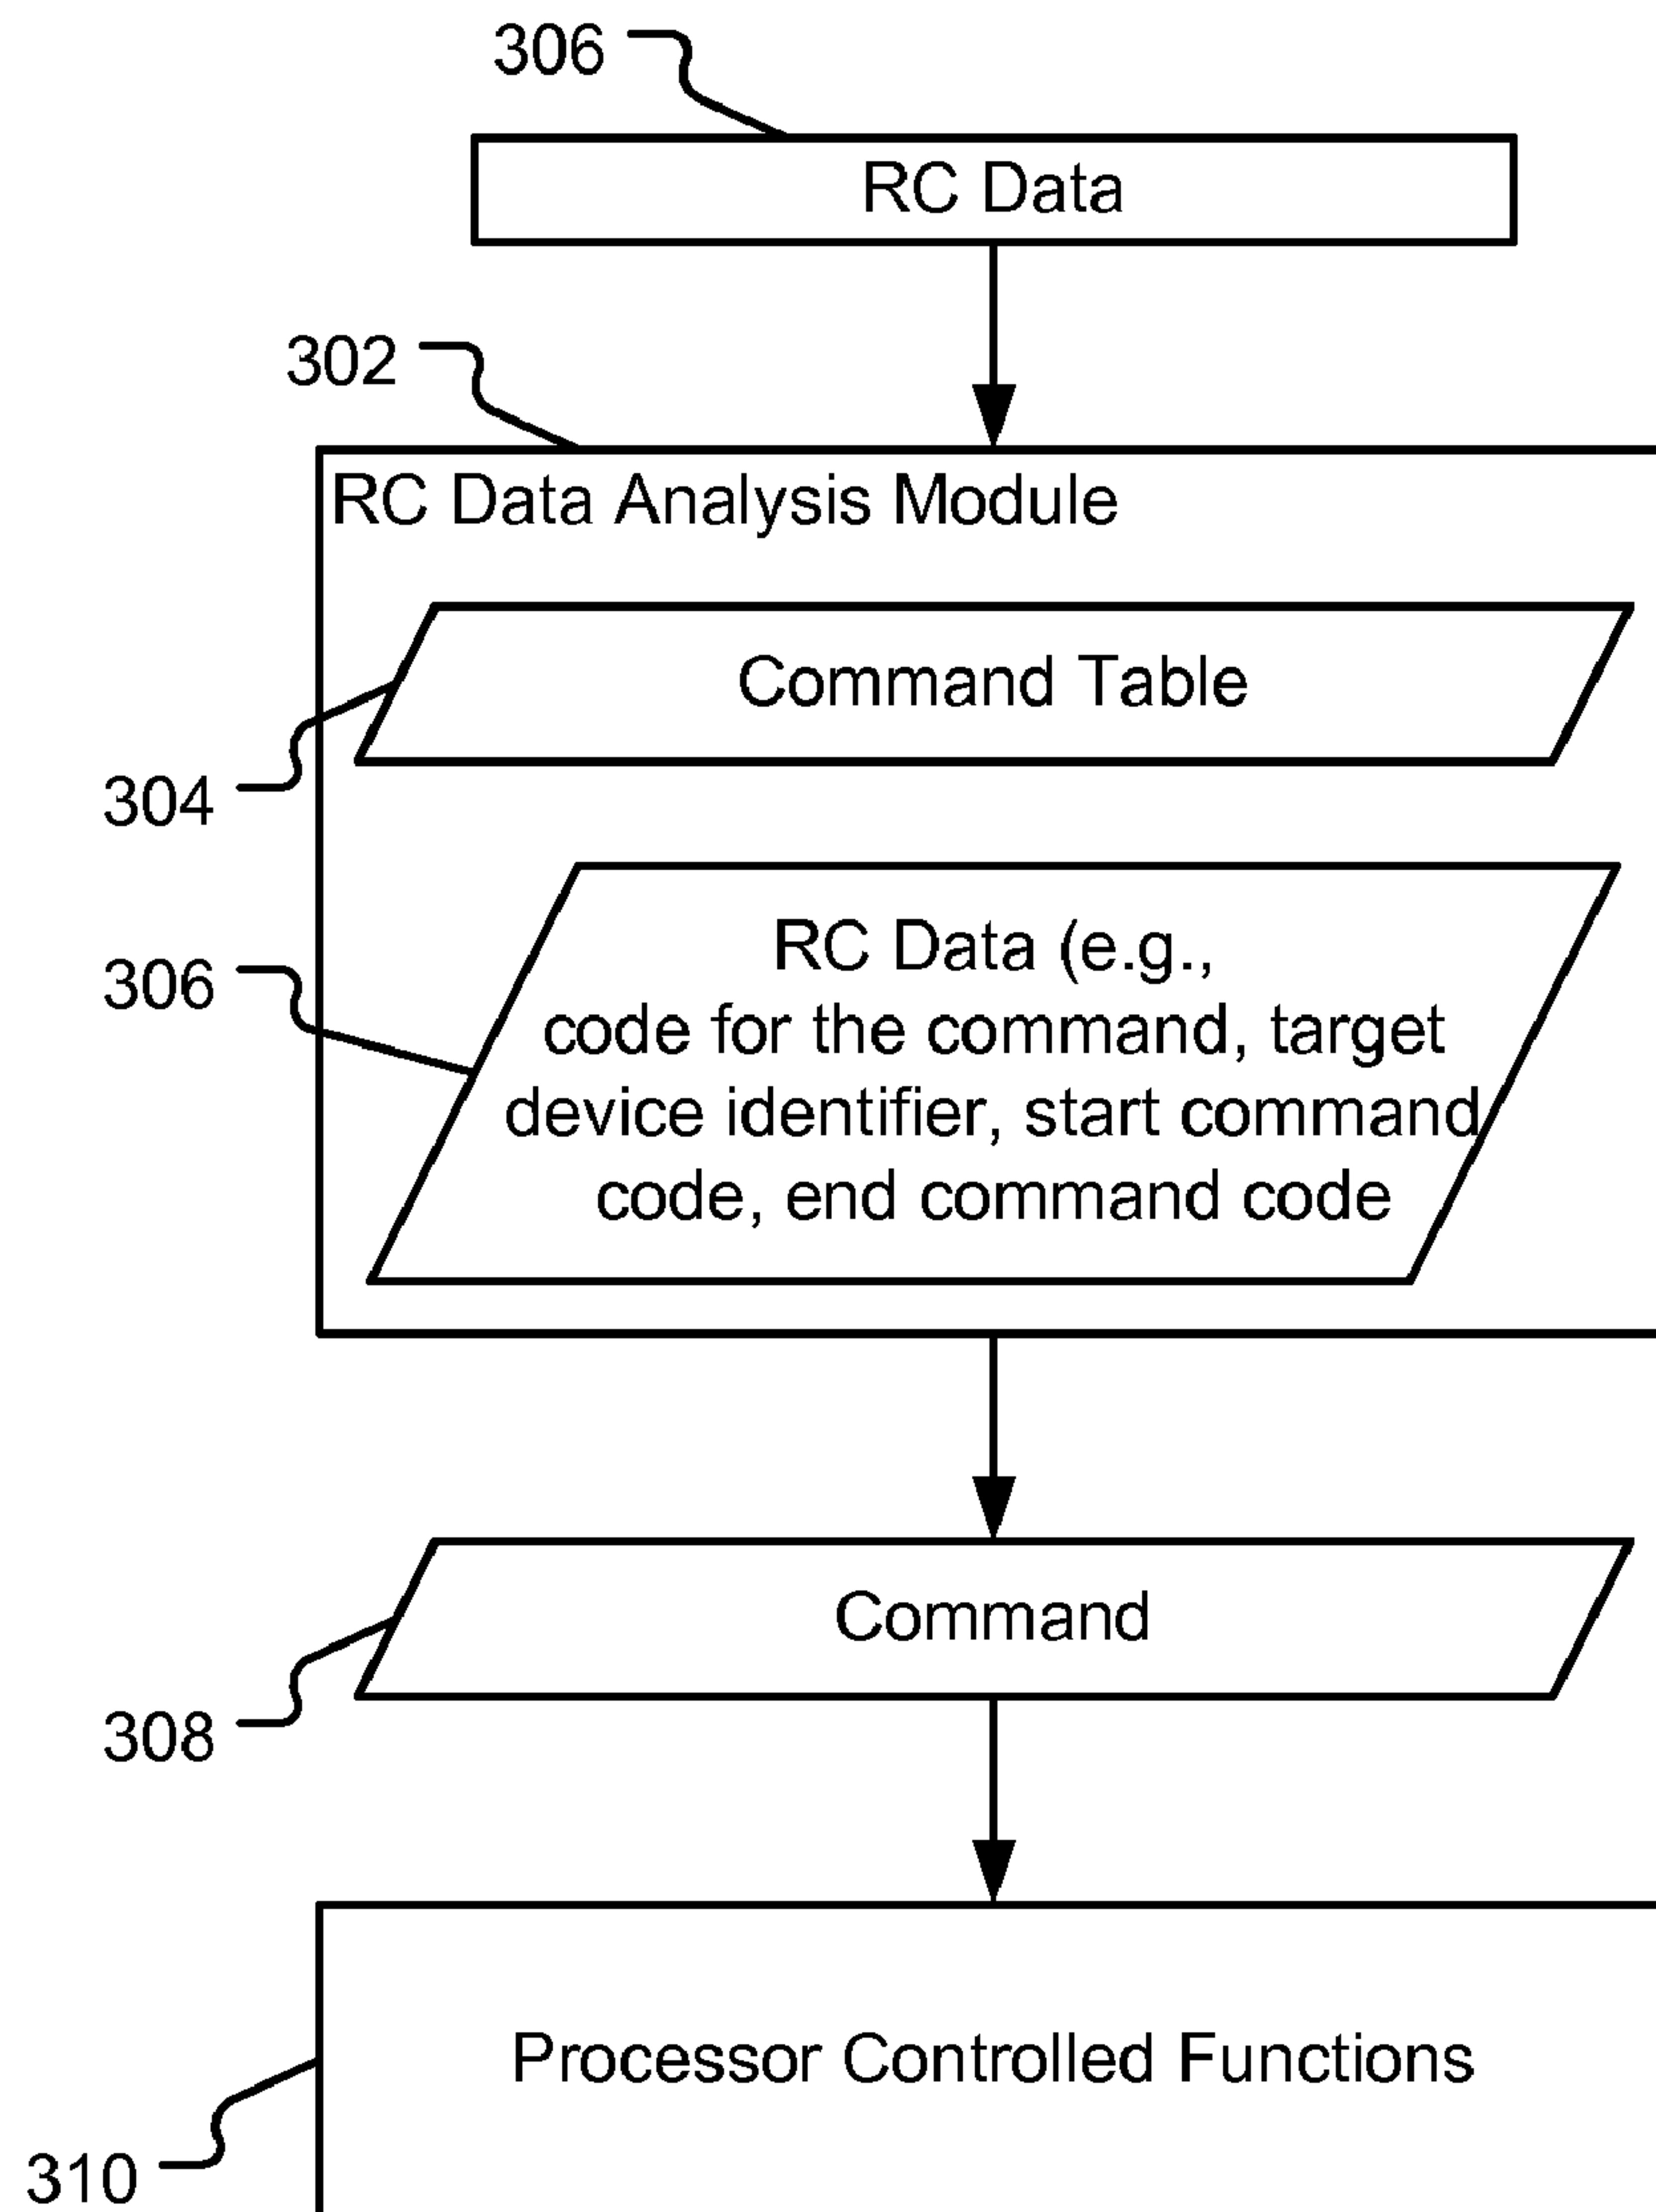 306
RC Data
302
RC Data Analysis Module
Command Table
304
RC Data (e.g.,
306
code for the command, target
device identifier, start command
code, end command code
Command
308
Processor Controlled Functions
310